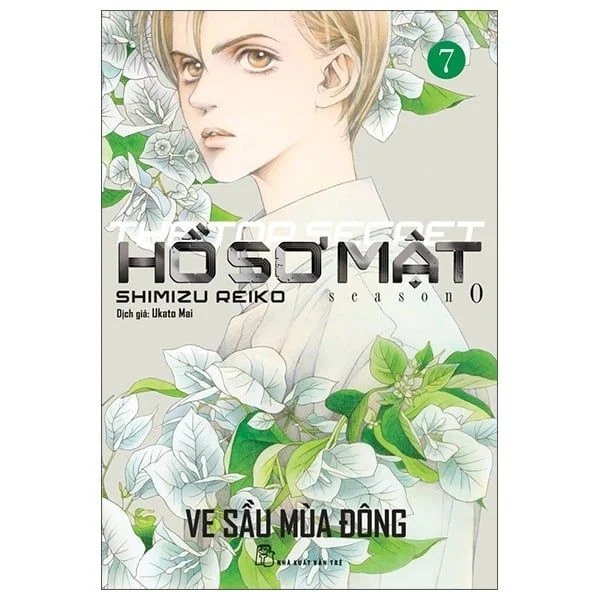 7
THE TOP SECRET
HỒ SƠ MẬT
SHIMIZU REIKO
season 0
Dịch giả: Ukato Mai
VE SẦU MÙA ĐÔNG
NHÀ XUẤT BẢN TRẺ